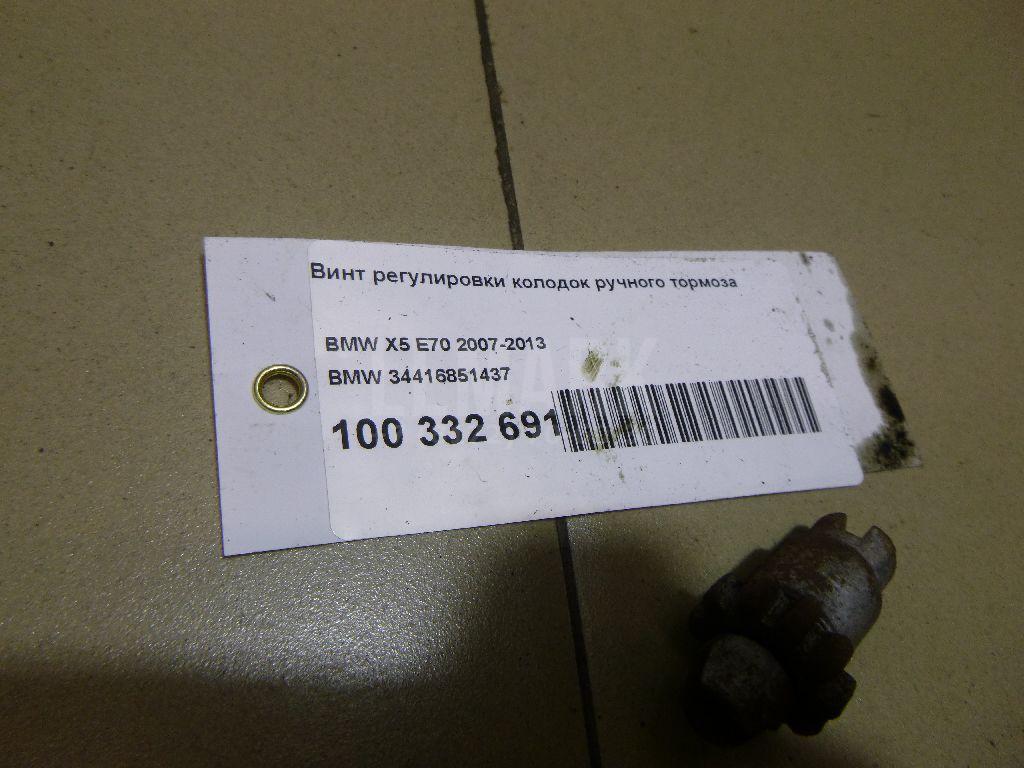 Винт регулировки колодок ручного тормоза
BMW X5 E70 2007-2013
BMW 34416851437
100 332 691